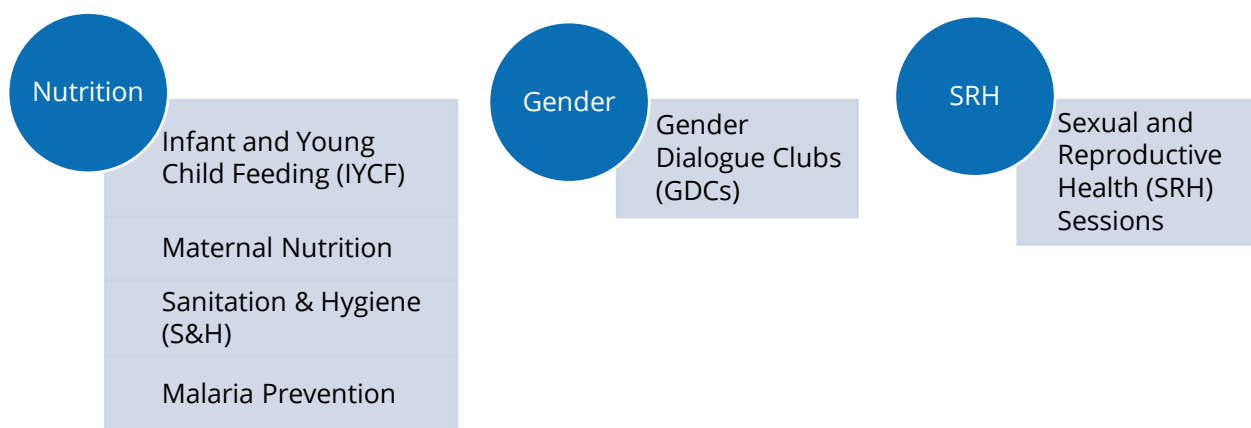 Nutrition
Infant and Young
Child Feeding (IYCF)
Maternal Nutrition
Sanitation & Hygiene
(S&H)
Malaria Prevention
Gender
Gender
Dialogue Clubs
(GDCs)
SRH
Sexual and
Reproductive
Health (SRH)
Sessions